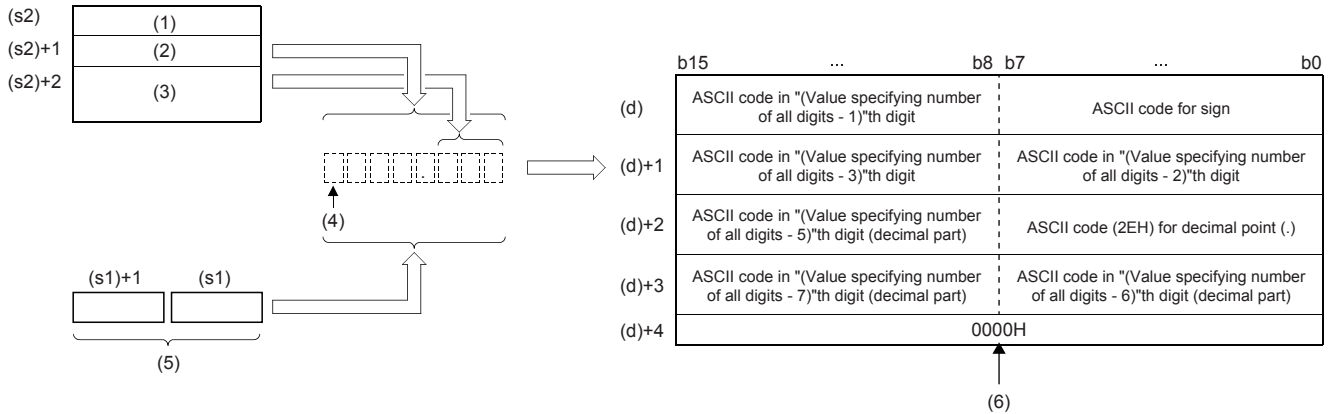 (s2)
(1)
(s2)+1
(2)
(s2)+2
(3)
.
(4)
(s1)+1
(s1)
(5)
b15
...
b8
b7
...
b0
(d)
ASCII code in "(Value specifying number
of all digits - 1)"th digit
ASCII code for sign
(d)+1
ASCII code in "(Value specifying number
of all digits - 3)"th digit
ASCII code in "(Value specifying number
of all digits - 2)"th digit
(d)+2
ASCII code in "(Value specifying number
of all digits - 5)"th digit (decimal part)
ASCII code (2EH) for decimal point (.)
(d)+3
ASCII code in "(Value specifying number
of all digits - 7)"th digit (decimal part)
ASCII code in "(Value specifying number
of all digits - 6)"th digit (decimal part)
(d)+4
0000H
(6)